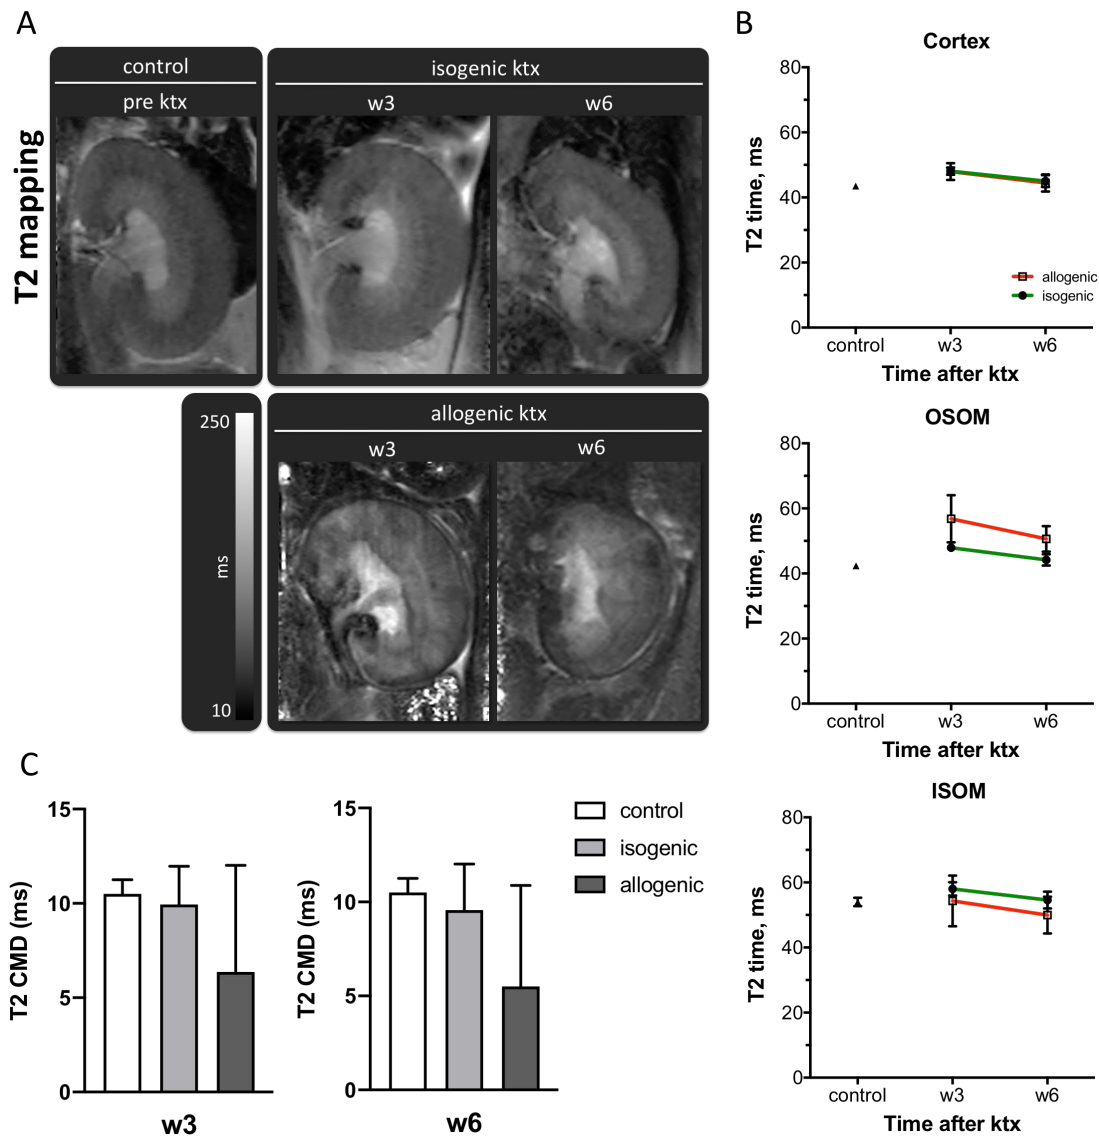 A
control
pre ktx
isogenic ktx
w3
w6
T2 mapping
250
ms
10
allogenic ktx
w3
w6
B
Cortex
80
60
40
20
0
T2 time, ms
allogenic
isogenic
control
w3
w6
Time after ktx
OSOM
80
60
40
20
0
T2 time, ms
control
w3
w6
Time after ktx
ISOM
80
60
40
20
0
T2 time, ms
control
w3
w6
Time after ktx
C
15
10
5
0
T2 CMD (ms)
w3
15
10
5
0
T2 CMD (ms)
w6
control
isogenic
allogenic